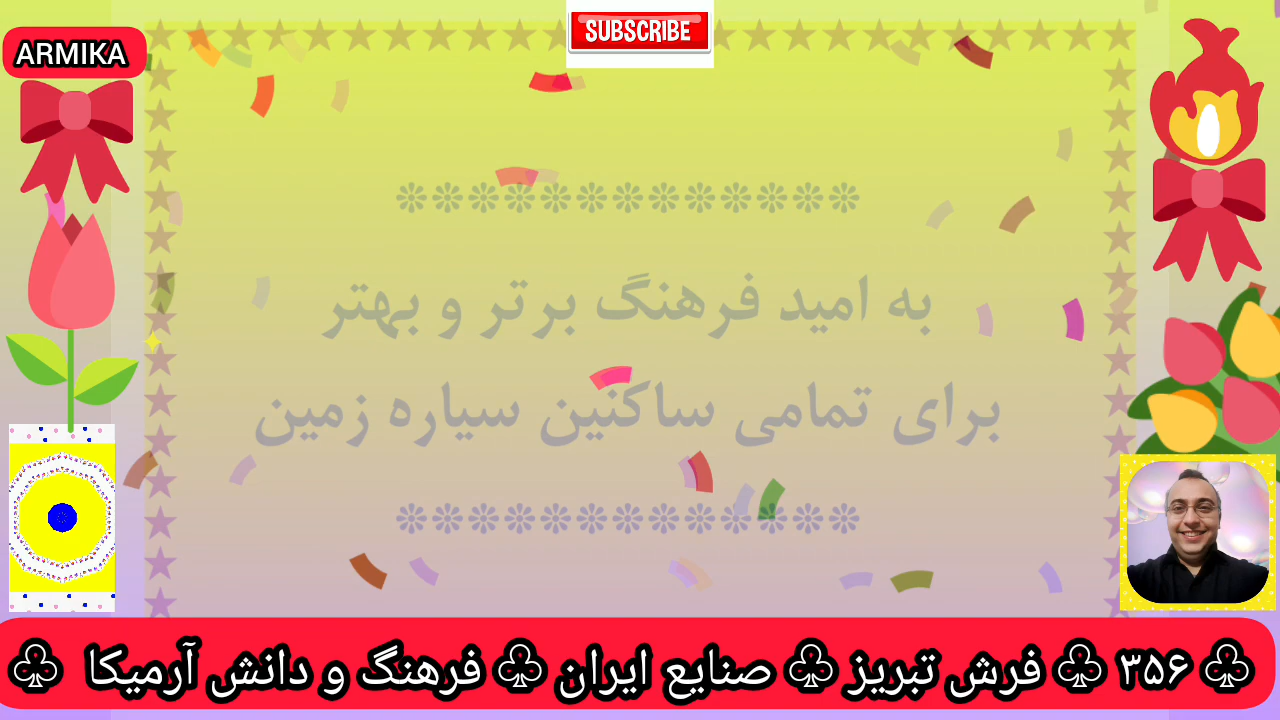 SUBSCRIBE
ARMIKA
❊❊❊❊❊❊❊❊❊❊❊❊❊
به امید فرهنگ برتر و بهتر
برای تمامی ساکنین سیاره زمین
❊❊❊❊❊❊❊❊❊❊❊❊❊
♧ ۳۵۶ ♧ فرش تبریز ♧ صنایع ایران ♧ فرهنگ و دانش آرمیکا ♧